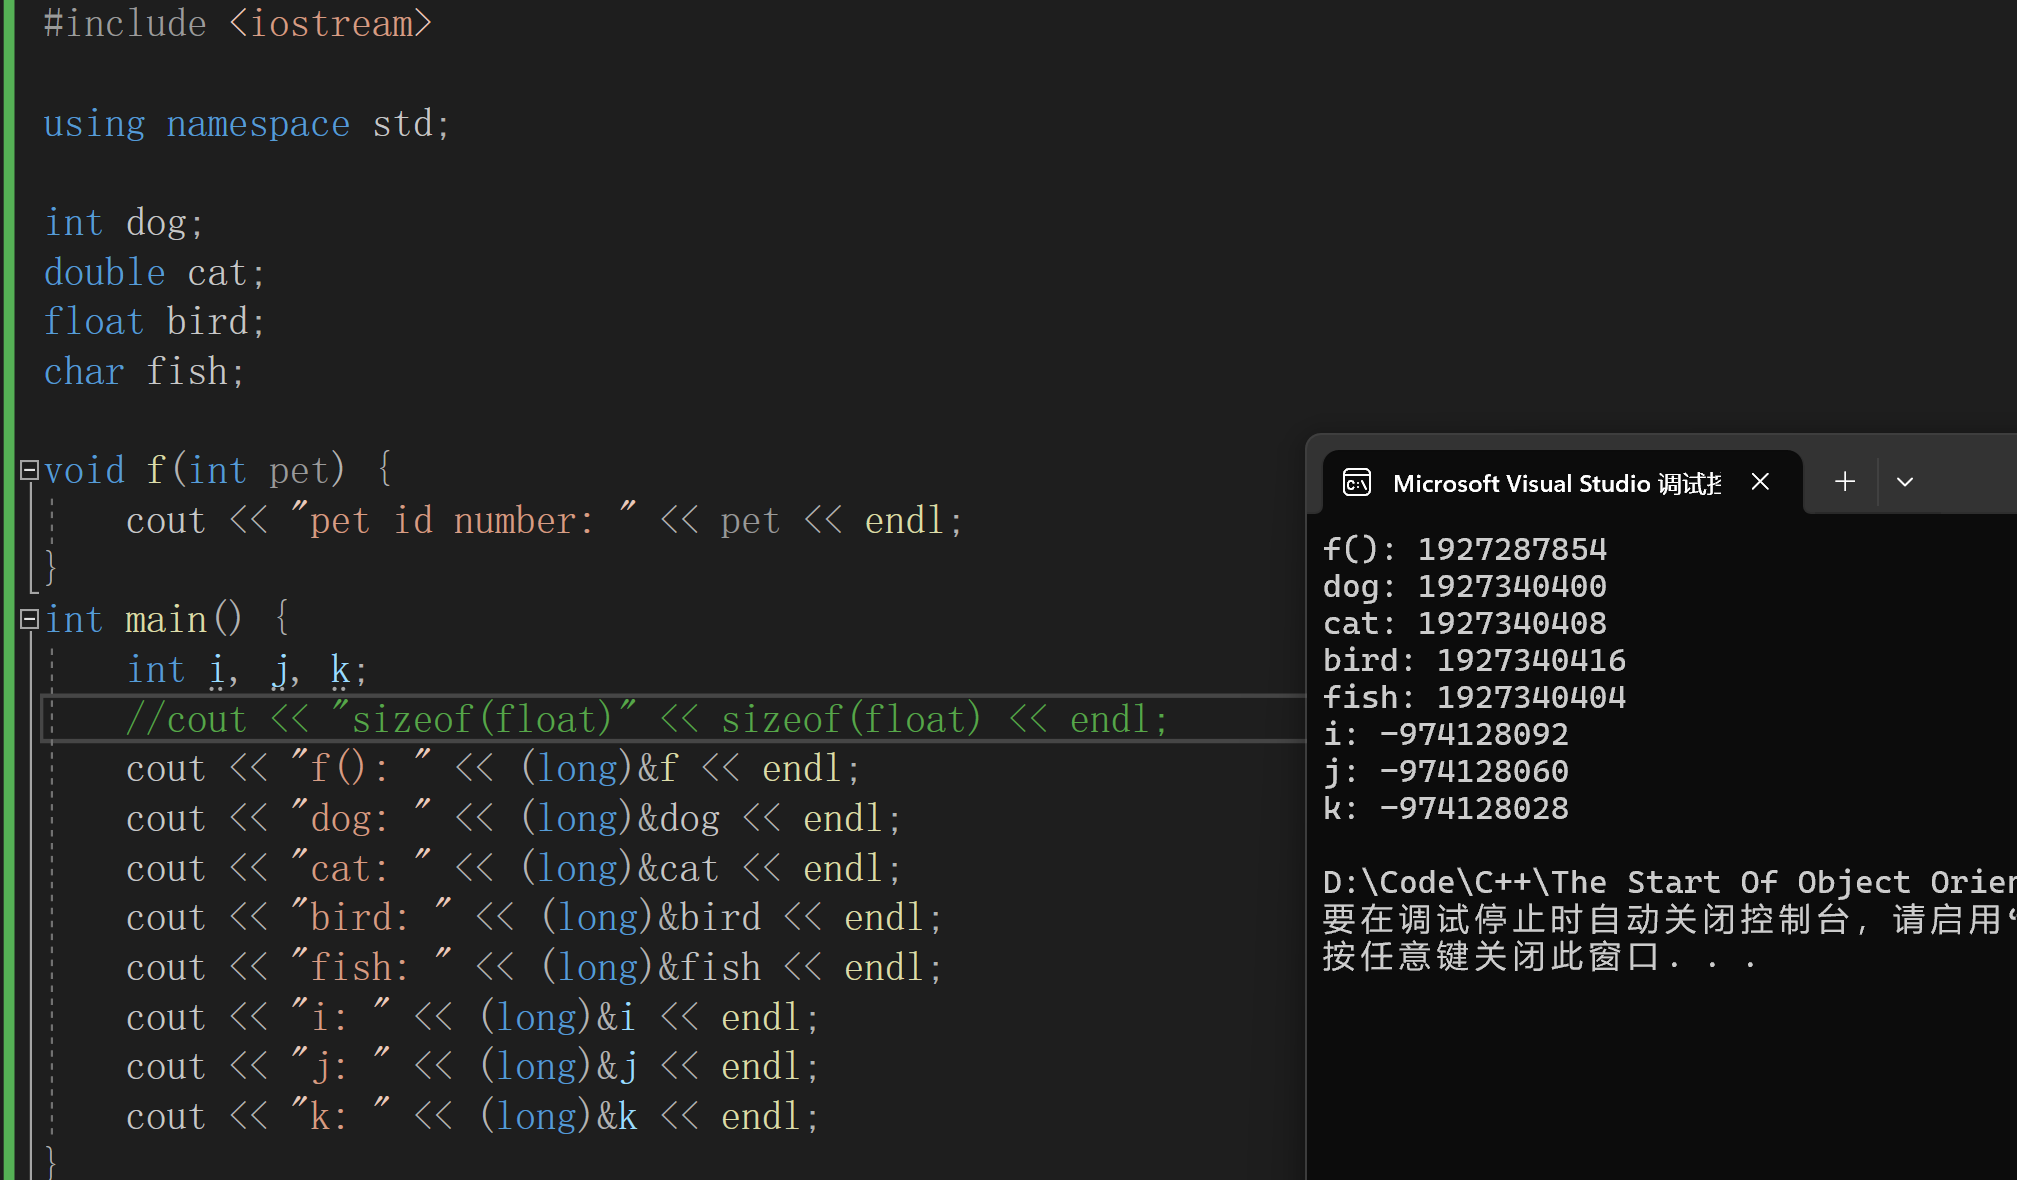 #include <iostream>
using namespace std;
int dog;
double cat;
float bird;
char fish;
void f(int pet) {
cout << "pet id number: " << pet << endl;
}
int main() {
int i, j, k;
//cout << "sizeof(float)" << sizeof(float) << endl;
cout << "f(): " << (long)&f << endl;
cout << "dog: " << (long)&dog << endl;
cout << "cat: " << (long)&cat << endl;
cout << "bird: " << (long)&bird << endl;
cout << "fish: " << (long)&fish << endl;
cout << "i: " << (long)&i << endl;
cout << "j: " << (long)&j << endl;
cout << "k: " << (long)&k << endl;
}
Microsoft Visual Studio 调试控
f(): 1927287854
dog: 1927340400
cat: 1927340408
bird: 1927340416
fish: 1927340404
i: -974128092
j: -974128060
k: -974128028
D:\Code\C++\The Start Of Object Orien
要在调试停止时自动关闭控制台，请启用“
按任意键关闭此窗口. . .